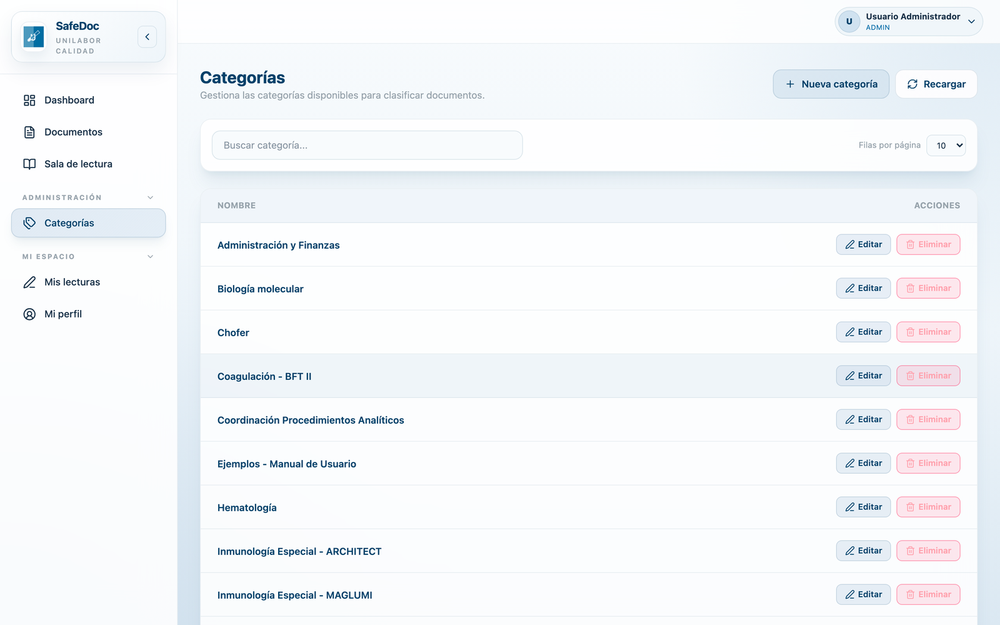 SafeDoc
UNILABOR
CALIDAD
Dashboard
Documentos
Sala de lectura
ADMINISTRACIÓN
Categorías
MI ESPACIO
Mis lecturas
Mi perfil
U
Usuario Administrador
ADMIN
Categorías
Gestiona las categorías disponibles para clasificar documentos.
+ Nueva categoría
Recargar
Buscar categoría...
Filas por página
10
NOMBRE
ACCIONES
Administración y Finanzas
Editar
Eliminar
Biología molecular
Editar
Eliminar
Chofer
Editar
Eliminar
Coagulación - BFT II
Editar
Eliminar
Coordinación Procedimientos Analíticos
Editar
Eliminar
Ejemplos - Manual de Usuario
Editar
Eliminar
Hematología
Editar
Eliminar
Inmunología Especial - ARCHITECT
Editar
Eliminar
Inmunología Especial - MAGLUMI
Editar
Eliminar